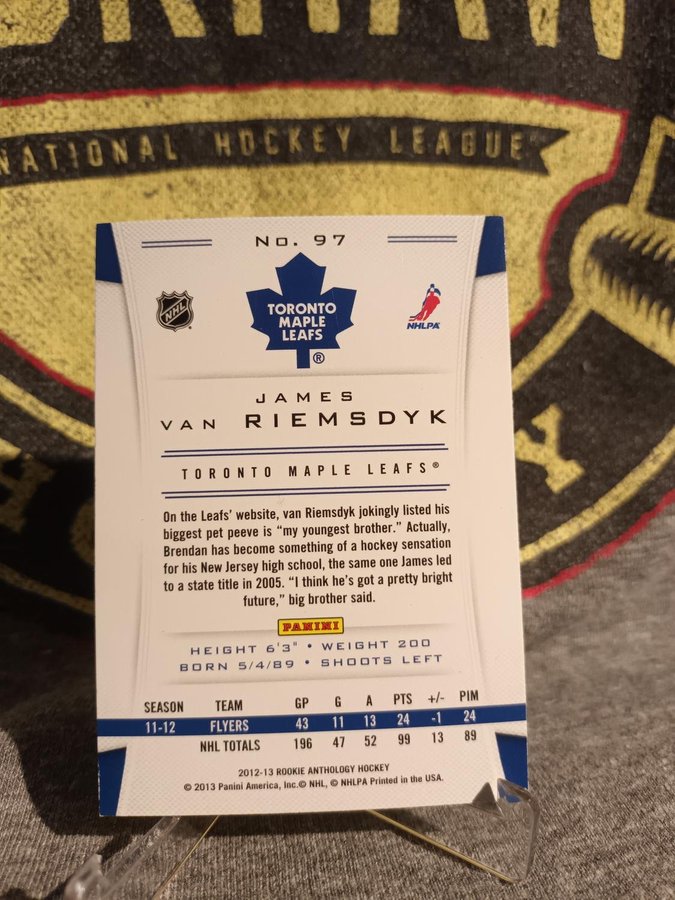 NATIONAL HOCKEY LEAGUE
No. 97
NHL
TORONTO
MAPLE
LEAFS
®
NHLPA
JAMES
VAN RIEMSDYK
TORONTO MAPLE LEAFS®
On the Leafs' website, van Riemsdyk jokingly listed his
biggest pet peeve is "my youngest brother." Actually,
Brendan has become something of a hockey sensation
for his New Jersey high school, the same one James led
to a state title in 2005. "I think he's got a pretty bright
future," big brother said.
PANINI
HEIGHT 6'3" • WEIGHT 200
BORN 5/4/89 • SHOOTS LEFT
SEASON TEAM GP G A PTS +/- PIM
11-12 FLYERS 43 11 13 24 -1 24
NHL TOTALS 196 47 52 99 13 89
2012-13 ROOKIE ANTHOLOGY HOCKEY
© 2013 Panini America, Inc. © NHL, © NHLPA Printed in the USA.